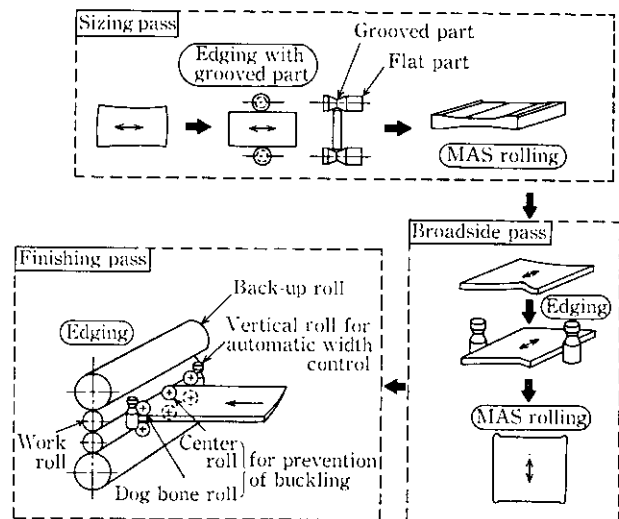 Sizing pass
Edging with
grooved part
Grooved part
Flat part
MAS rolling
Broadside pass
Edging
MAS rolling
Finishing pass
Edging
Back-up roll
Vertical roll for
automatic width
control
Work
roll
Center
roll
Dog bone roll
for prevention
of buckling